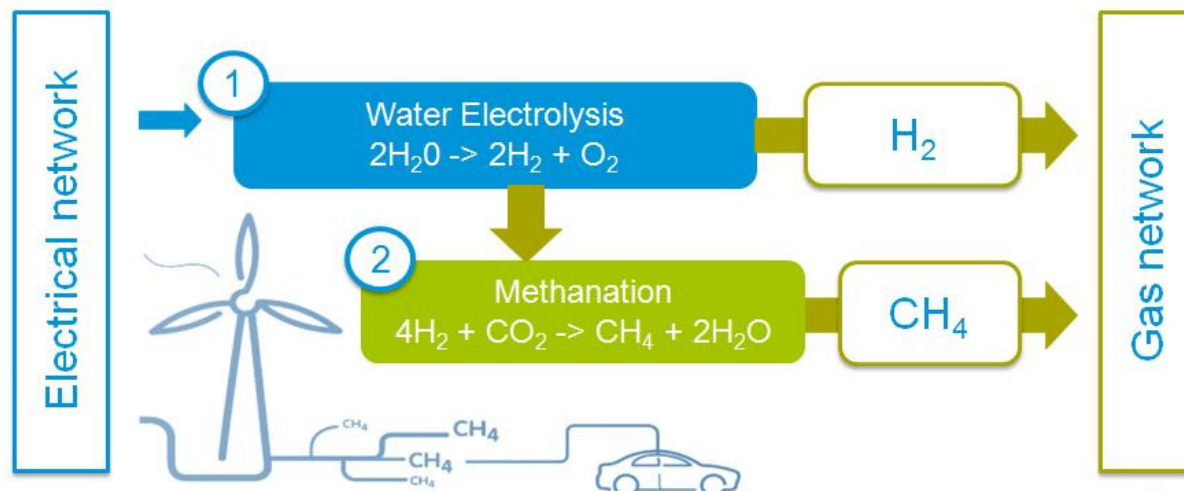 Electrical network
1
Water Electrolysis
2H₂0 -> 2H₂ + O₂
H₂
2
Methanation
4H₂ + CO₂ -> CH₄ + 2H₂O
CH₄
Gas network
CH₄
CH₄
CH₄
CH₄